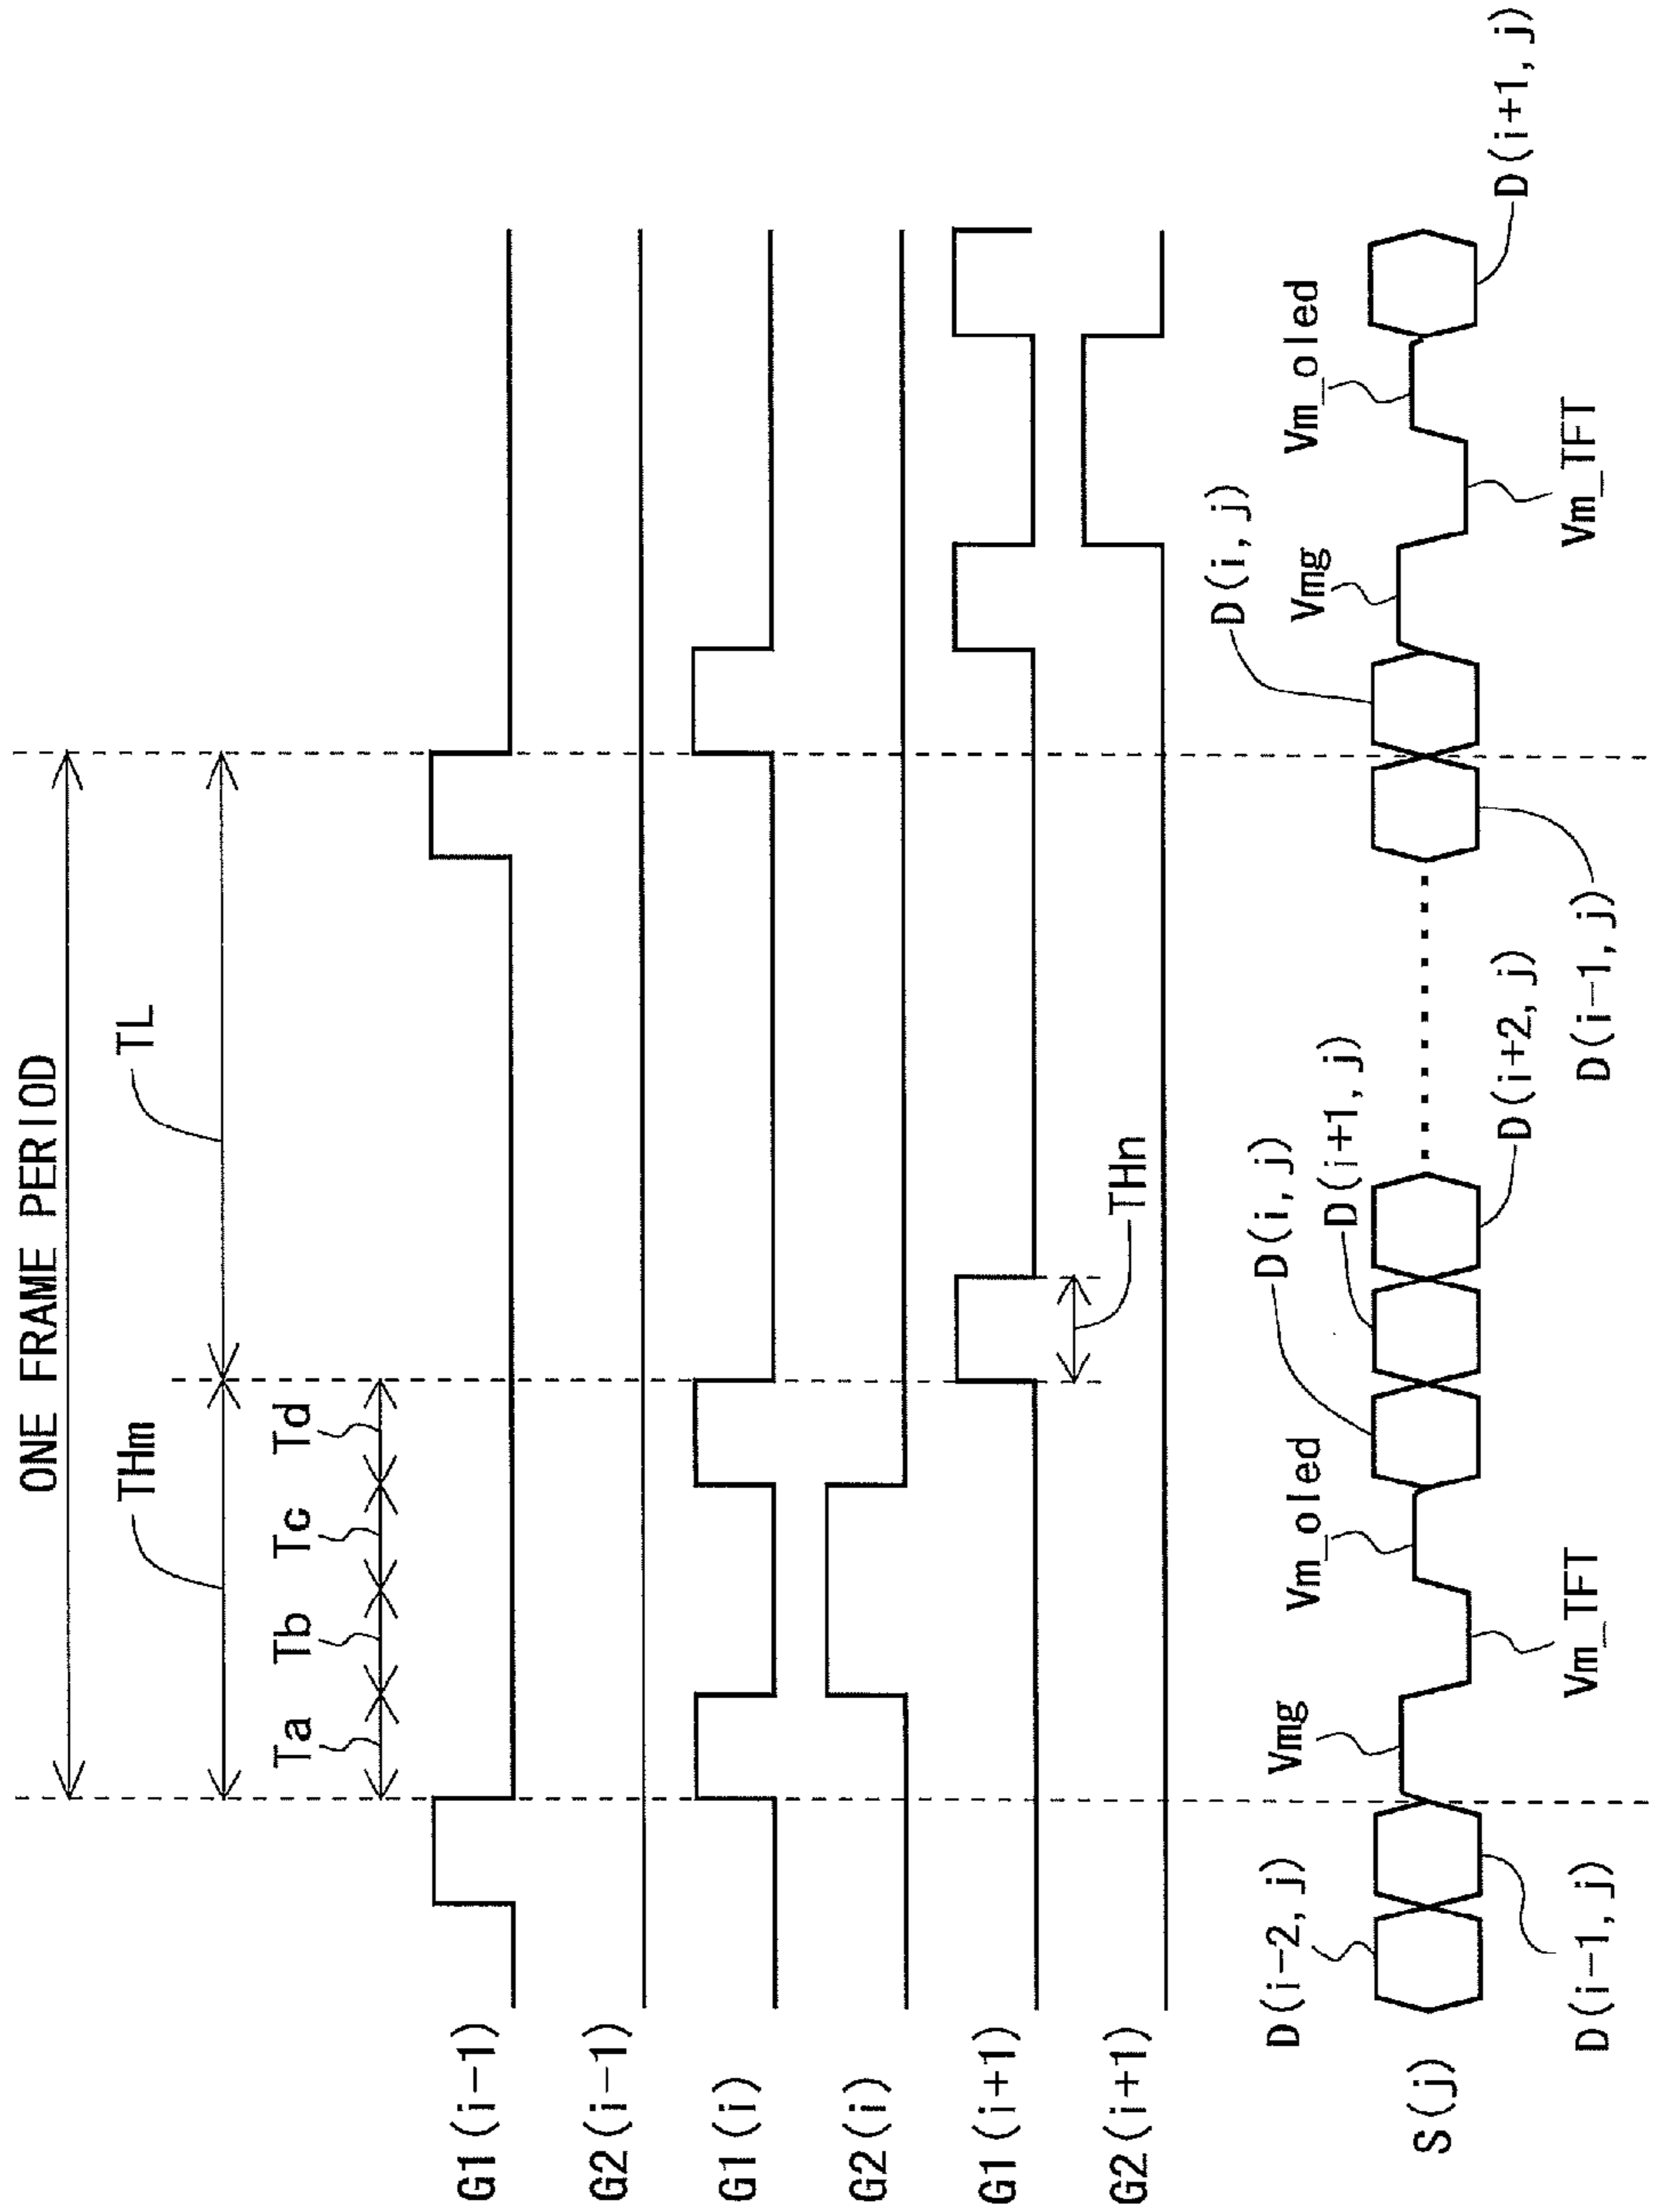 ONE FRAME PERIOD
THm
TL
Ta
Tb
Tc
Td
G1(i-1)
G2(i-1)
G1(i)
G2(i)
G1(i+1)
THn
G2(i+1)
D(i-2, j)
Vmg
Vm_oled
D(i, j)
D(i+1, j)
D(i, j)
Vmg
Vm_oled
S(j)
D(i-1, j)
Vm_TFT
D(i+2, j)
D(i-1, j)
Vm_TFT
D(i+1, j)